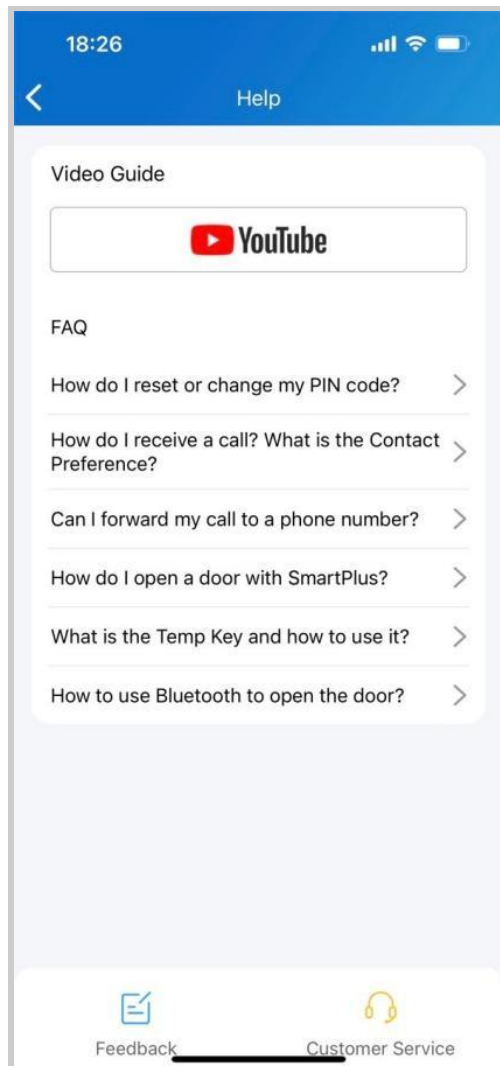 18:26
Help
Video Guide
YouTube
FAQ
How do I reset or change my PIN code?
How do I receive a call? What is the Contact
Preference?
Can I forward my call to a phone number?
How do I open a door with SmartPlus?
What is the Temp Key and how to use it?
How to use Bluetooth to open the door?
Feedback
Customer Service